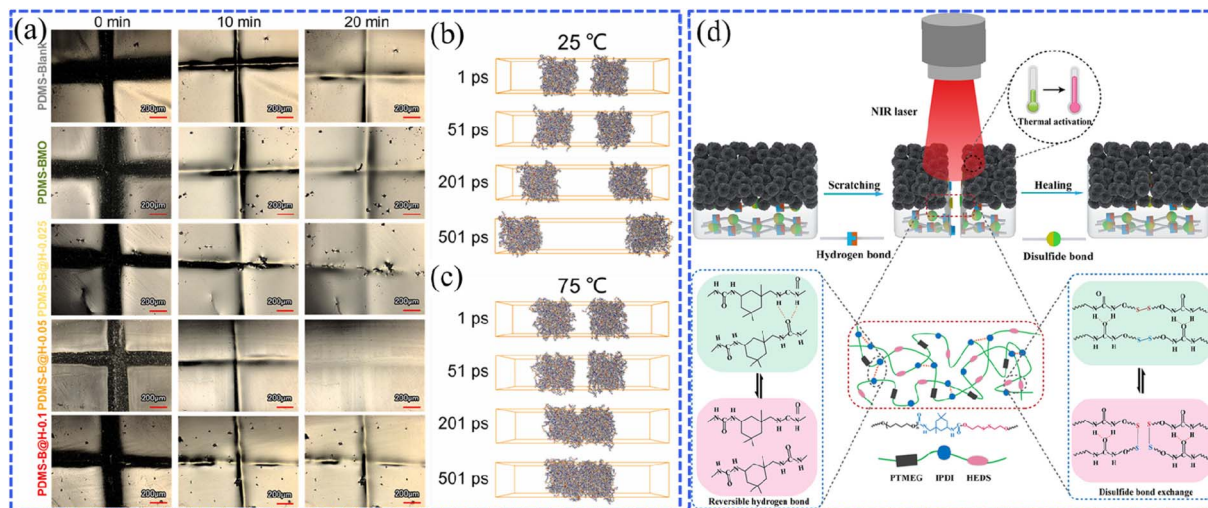 (a)
0 min
10 min
20 min
PDMS-Blank
200μm
200μm
200μm
PDMS-BMO
200μm
200μm
200μm
PDMS-B@H-0.025
200μm
200μm
200μm
PDMS-B@H-0.05
200μm
200μm
200μm
PDMS-B@H-0.1
200μm
200μm
200μm
(b)
25 ℃
1 ps
51 ps
201 ps
501 ps
(c)
75 ℃
1 ps
51 ps
201 ps
501 ps
(d)
NIR laser
Thermal activation
Scratching
Healing
Hydrogen bond
Disulfide bond
PTMEG IPDI HEDS
Reversible hydrogen bond
Disulfide bond exchange